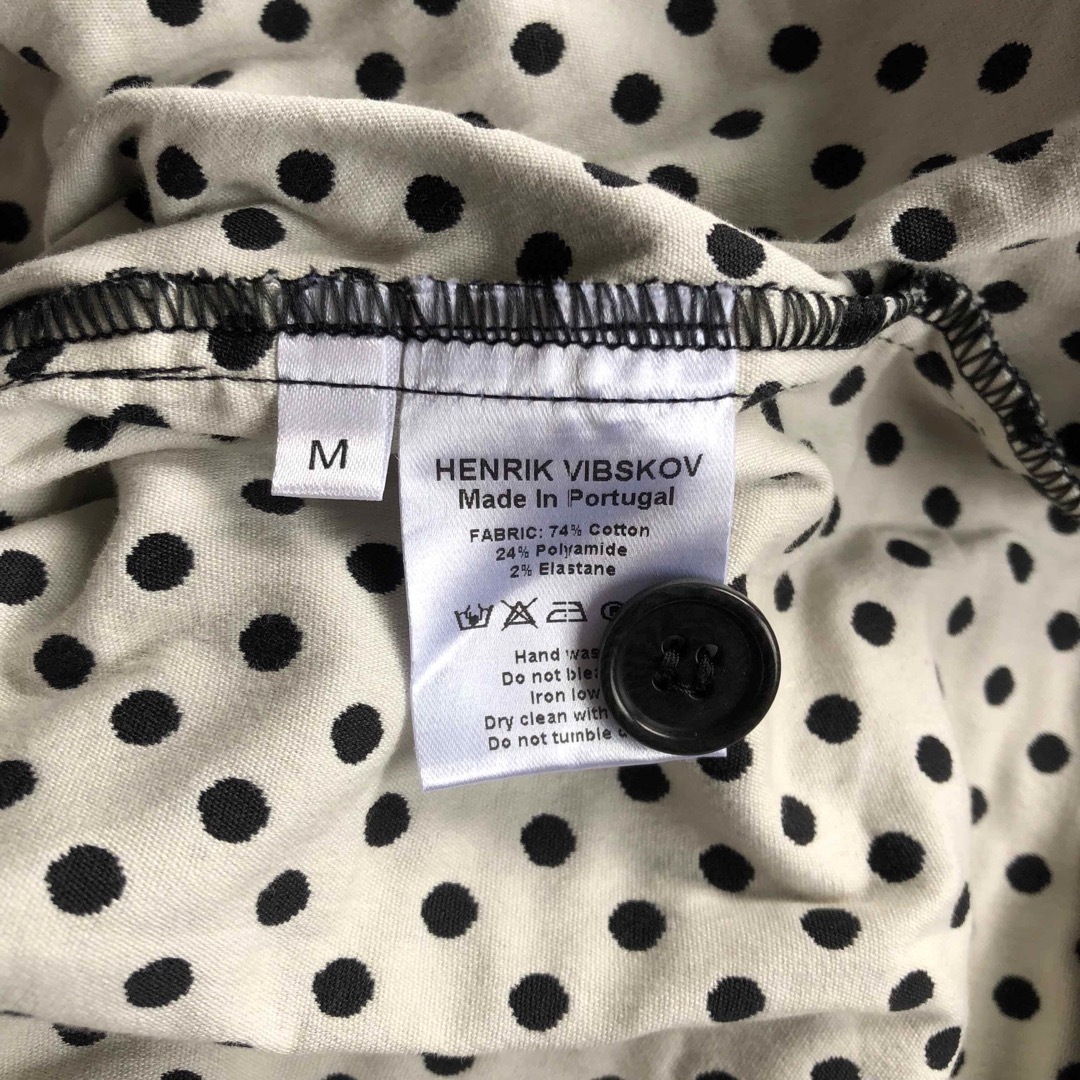 M
HENRIK VIBSKOV
Made In Portugal
FABRIC: 74% Cotton
24% Polyamide
2% Elastane
Hand
Do not
Iron low
Dry clean with
Do not tumble